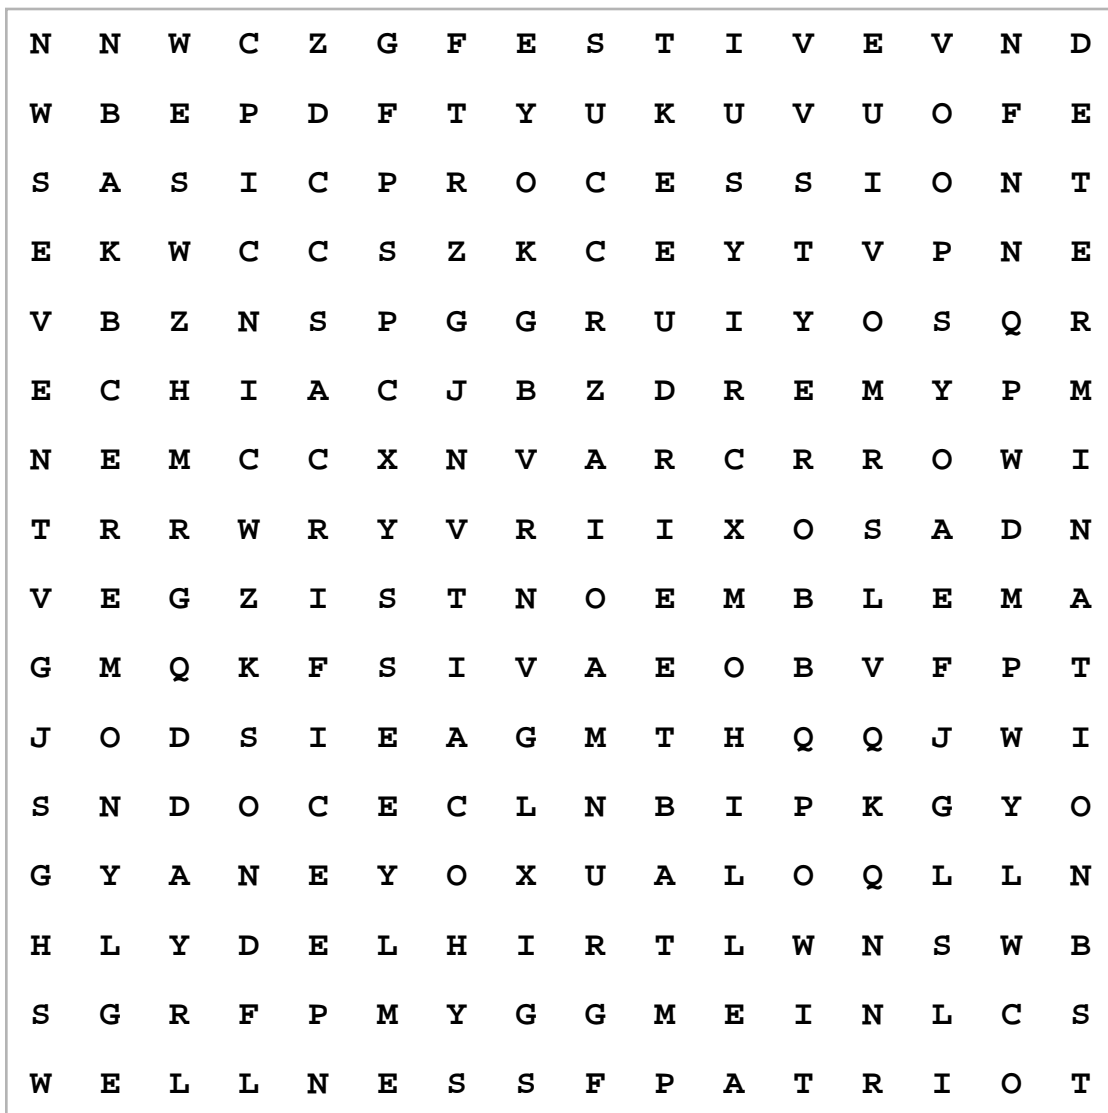 N N W C Z G F E S T I V E V N D
W B E P D F T Y U K U V U O F E
S A S I C P R O C E S S I O N T
E K W C C S Z K C E Y T V P N E
V B Z N S P G G R U I Y O S Q R
E C H I A C J B Z D R E M Y P M
N E M C C X N V A R C R R O W I
T R R W R Y V R I I X O S A D N
V E G Z I S T N O E M B L E M A
G M Q K F S I V A E O B V F P T
J O D S I E A G M T H Q Q J W I
S N D O C E C L N B I P K G Y O
G Y A N E Y O X U A L O Q L L N
H L Y D E L H I R T L W N S W B
S G R F P M Y G G M E I N L C S
W E L L N E S S F P A T R I O T